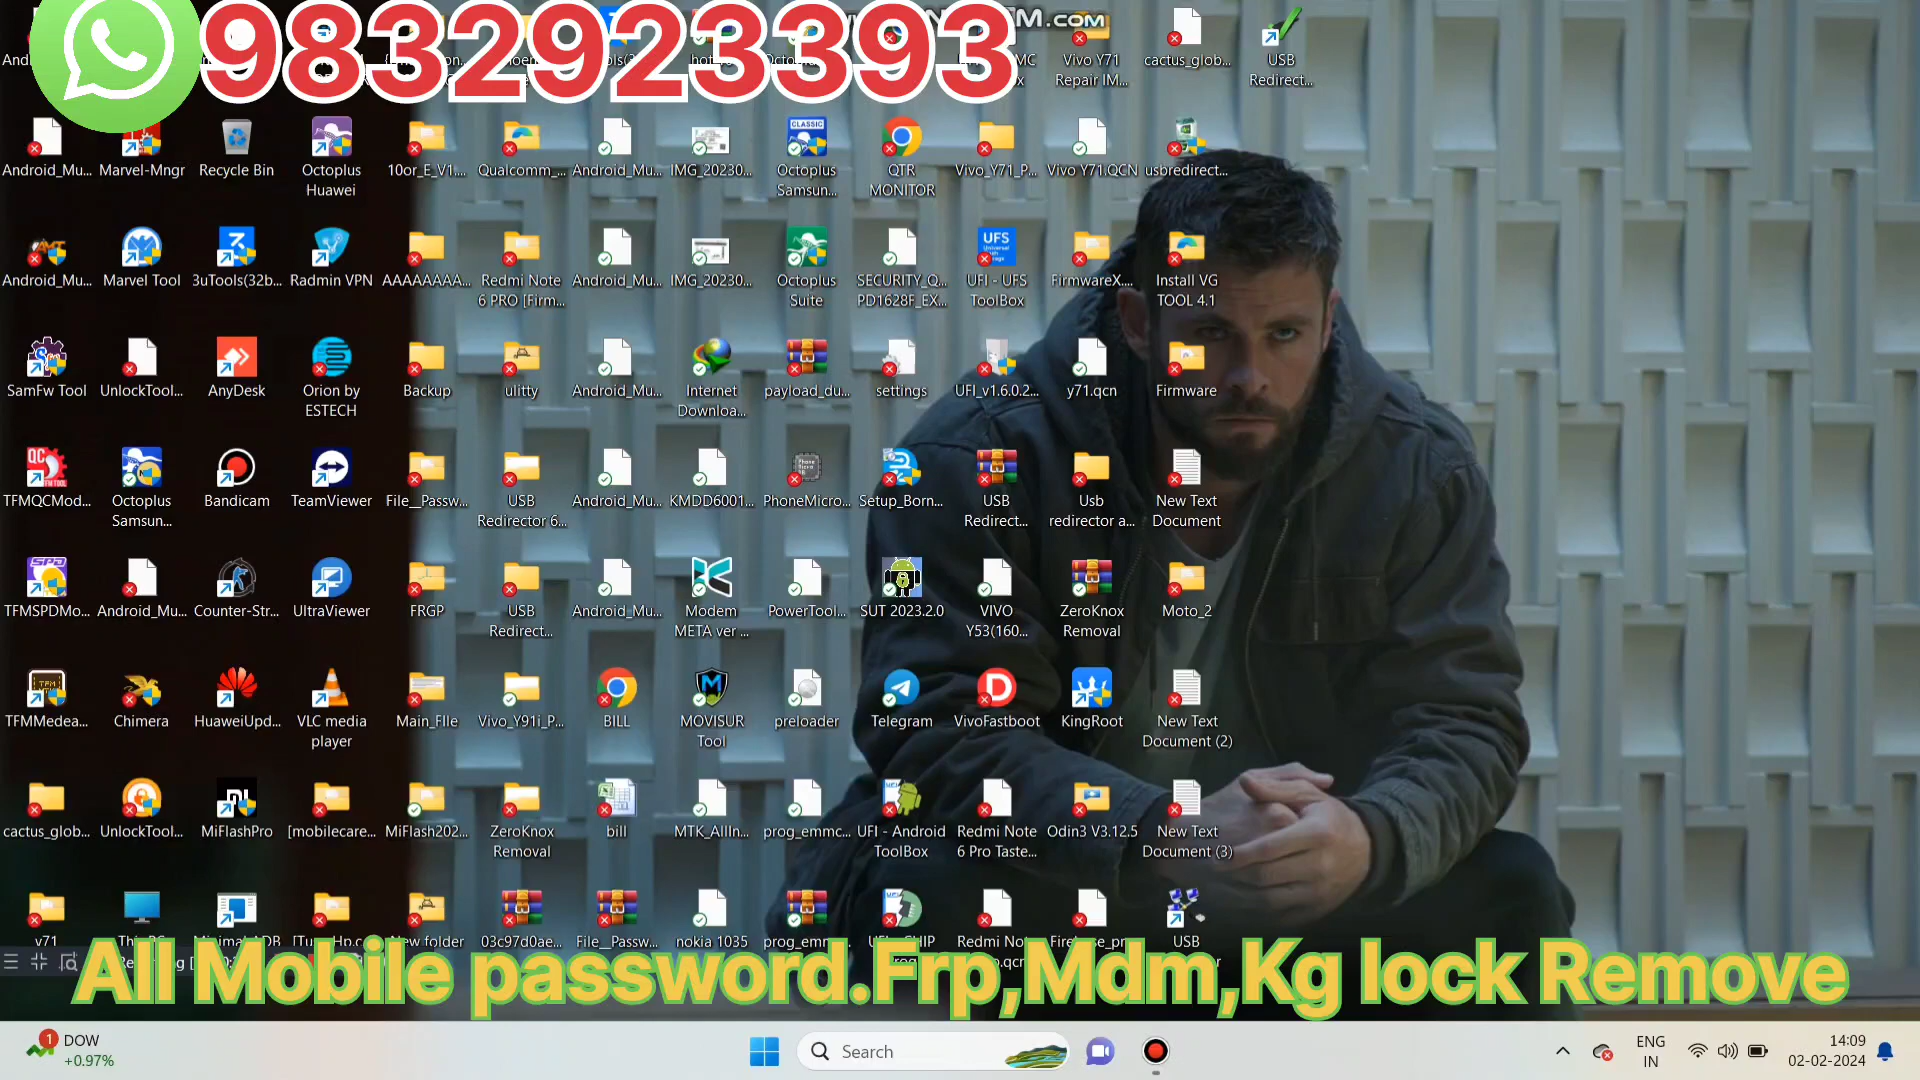 9832923393
Vivo Y71
Repair IM...
cactus_glob...
USB
Redirect...
Android_Mu...
Marvel-Mngr
Recycle Bin
Octoplus
Huawei
10or_E_V1....
Qualcomm_...
Android_Mu...
IMG_20230...
Octoplus
Samsun...
QTR
MONITOR
Vivo_Y71_P...
Vivo Y71.QCN
usbredirect...
Android_Mu...
Marvel Tool
3uTools(32b...
Radmin VPN
AAAAAAAA...
Redmi Note
6 PRO [Firm...
Android_Mu...
IMG_20230...
Octoplus
Suite
SECURITY_Q...
PD1628F_EX...
UFI - UFS
ToolBox
FirmwareX....
Install VG
TOOL 4.1
SamFw Tool
UnlockTool...
AnyDesk
Orion by
ESTECH
Backup
ulitty
Android_Mu...
Internet
Downloa...
payload_du...
settings
UFI_v1.6.0.2...
y71.qcn
Firmware
TFMQCMod...
Octoplus
Samsun...
Bandicam
TeamViewer
File__Passw...
USB
Redirector 6...
Android_Mu...
KMDD6001...
PhoneMicro...
Setup_Born...
USB
Redirect...
Usb
redirector a...
New Text
Document
TFMSPDMo...
Android_Mu...
Counter-Str...
UltraViewer
FRGP
USB
Redirect...
Android_Mu...
Modem
META ver ...
PowerTool...
SUT 2023.2.0
VIVO
Y53(160...
ZeroKnox
Removal
Moto_2
TFMMedea...
Chimera
HuaweiUpd...
VLC media
player
Main_FIle
Vivo_Y91i_P...
BILL
MOVISUR
Tool
preloader
Telegram
VivoFastboot
KingRoot
New Text
Document (2)
cactus_glob...
UnlockTool...
MiFlashPro
[mobilecare...
MiFlash202...
ZeroKnox
Removal
bill
MTK_AllIn...
prog_emmc...
UFI - Android
ToolBox
Redmi Note
6 Pro Taste...
Odin3 V3.12.5
New Text
Document (3)
y71
New folder
03c97d0ae...
File__Passw...
nokia 1035
USB
All Mobile password.Frp,Mdm,Kg lock Remove
1
DOW
+0.97%
Search
ENG
IN
14:09
02-02-2024